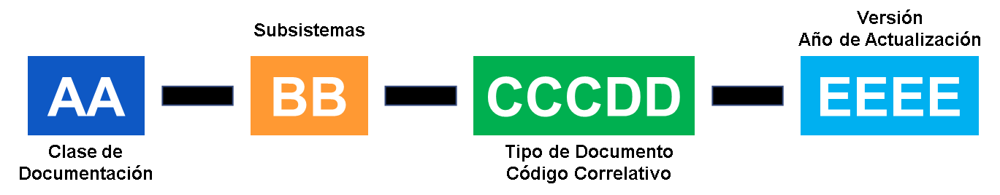 AA
Clase de
Documentación
Subsistemas
BB
CCCDD
Tipo de Documento
Código Correlativo
Versión
Año de Actualización
EEEE